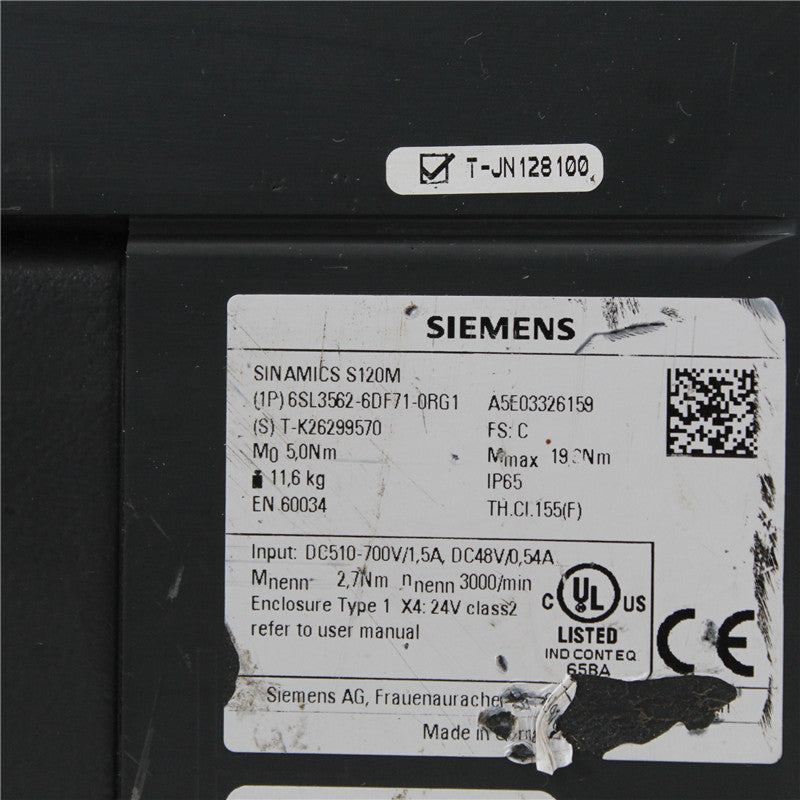 T-JN128100
SIEMENS
SINAMICS S120M
(1P) 6SL3562-6DF71-0RG1 A5E03326159
(S) T-K26299570 FS: C
M0 5,0Nm Mmax Nm
11,6 kg IP65
EN 60034 TH.CI.155(F)
Input: DC510-700V/1,5A, DC48V/0,54A
Mnenn 2,7Nm nnenn 3000/min
Enclosure Type 1 X4: 24V class2
refer to user manual
C UL US
LISTED
IND CONT EQ
65BA
CE
Siemens AG, Frauenauracher
Made in